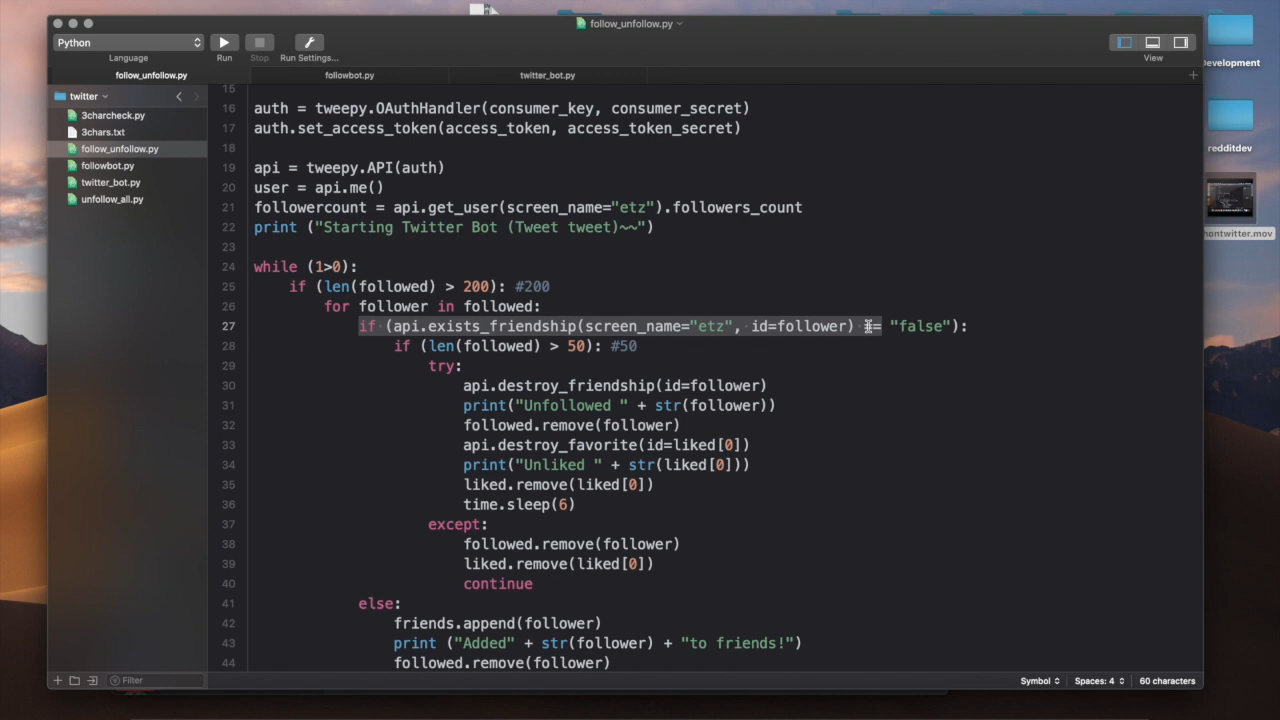 follow_unfollow.py
Python
Language
Run
Stop
Run Settings...
View
follow_unfollow.py
followbot.py
twitter_bot.py
twitter
3charcheck.py
3chars.txt
follow_unfollow.py
followbot.py
twitter_bot.py
unfollow_all.py
15
16 auth = tweepy.OAuthHandler(consumer_key, consumer_secret)
17 auth.set_access_token(access_token, access_token_secret)
18
19 api = tweepy.API(auth)
20 user = api.me()
21 followercount = api.get_user(screen_name="etz").followers_count
22 print ("Starting Twitter Bot (Tweet tweet)~~")
23
24 while (1>0):
25 if (len(followed) > 200): #200
26 for follower in followed:
27 if (api.exists_friendship(screen_name="etz", id=follower) == "false"):
28 if (len(followed) > 50): #50
29 try:
30 api.destroy_friendship(id=follower)
31 print("Unfollowed " + str(follower))
32 followed.remove(follower)
33 api.destroy_favorite(id=liked[0])
34 print("Unliked " + str(liked[0]))
35 liked.remove(liked[0])
36 time.sleep(6)
37 except:
38 followed.remove(follower)
39 liked.remove(liked[0])
40 continue
41 else:
42 friends.append(follower)
43 print ("Added" + str(follower) + "to friends!")
44 followed.remove(follower)
Filter
Symbol
Spaces: 4
60 characters
Development
redditdev
hontwitter.mov